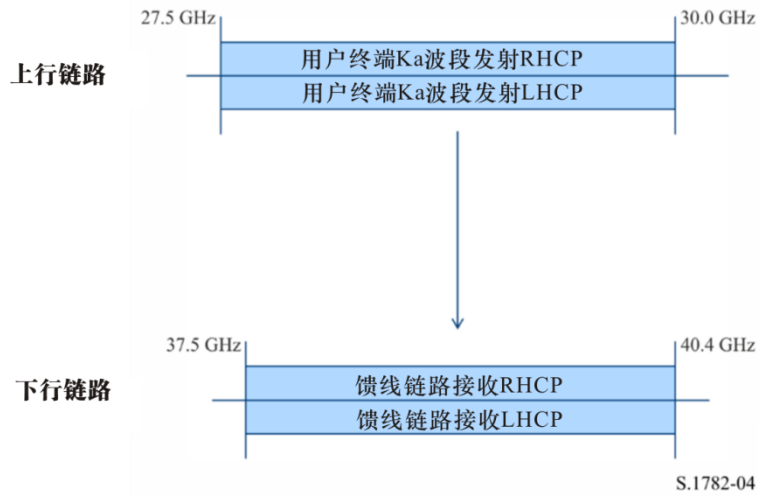 27.5 GHz
30.0 GHz
上行链路
用户终端Ka波段发射RHCP
用户终端Ka波段发射LHCP
37.5 GHz
40.4 GHz
下行链路
馈线链路接收RHCP
馈线链路接收LHCP
S.1782-04